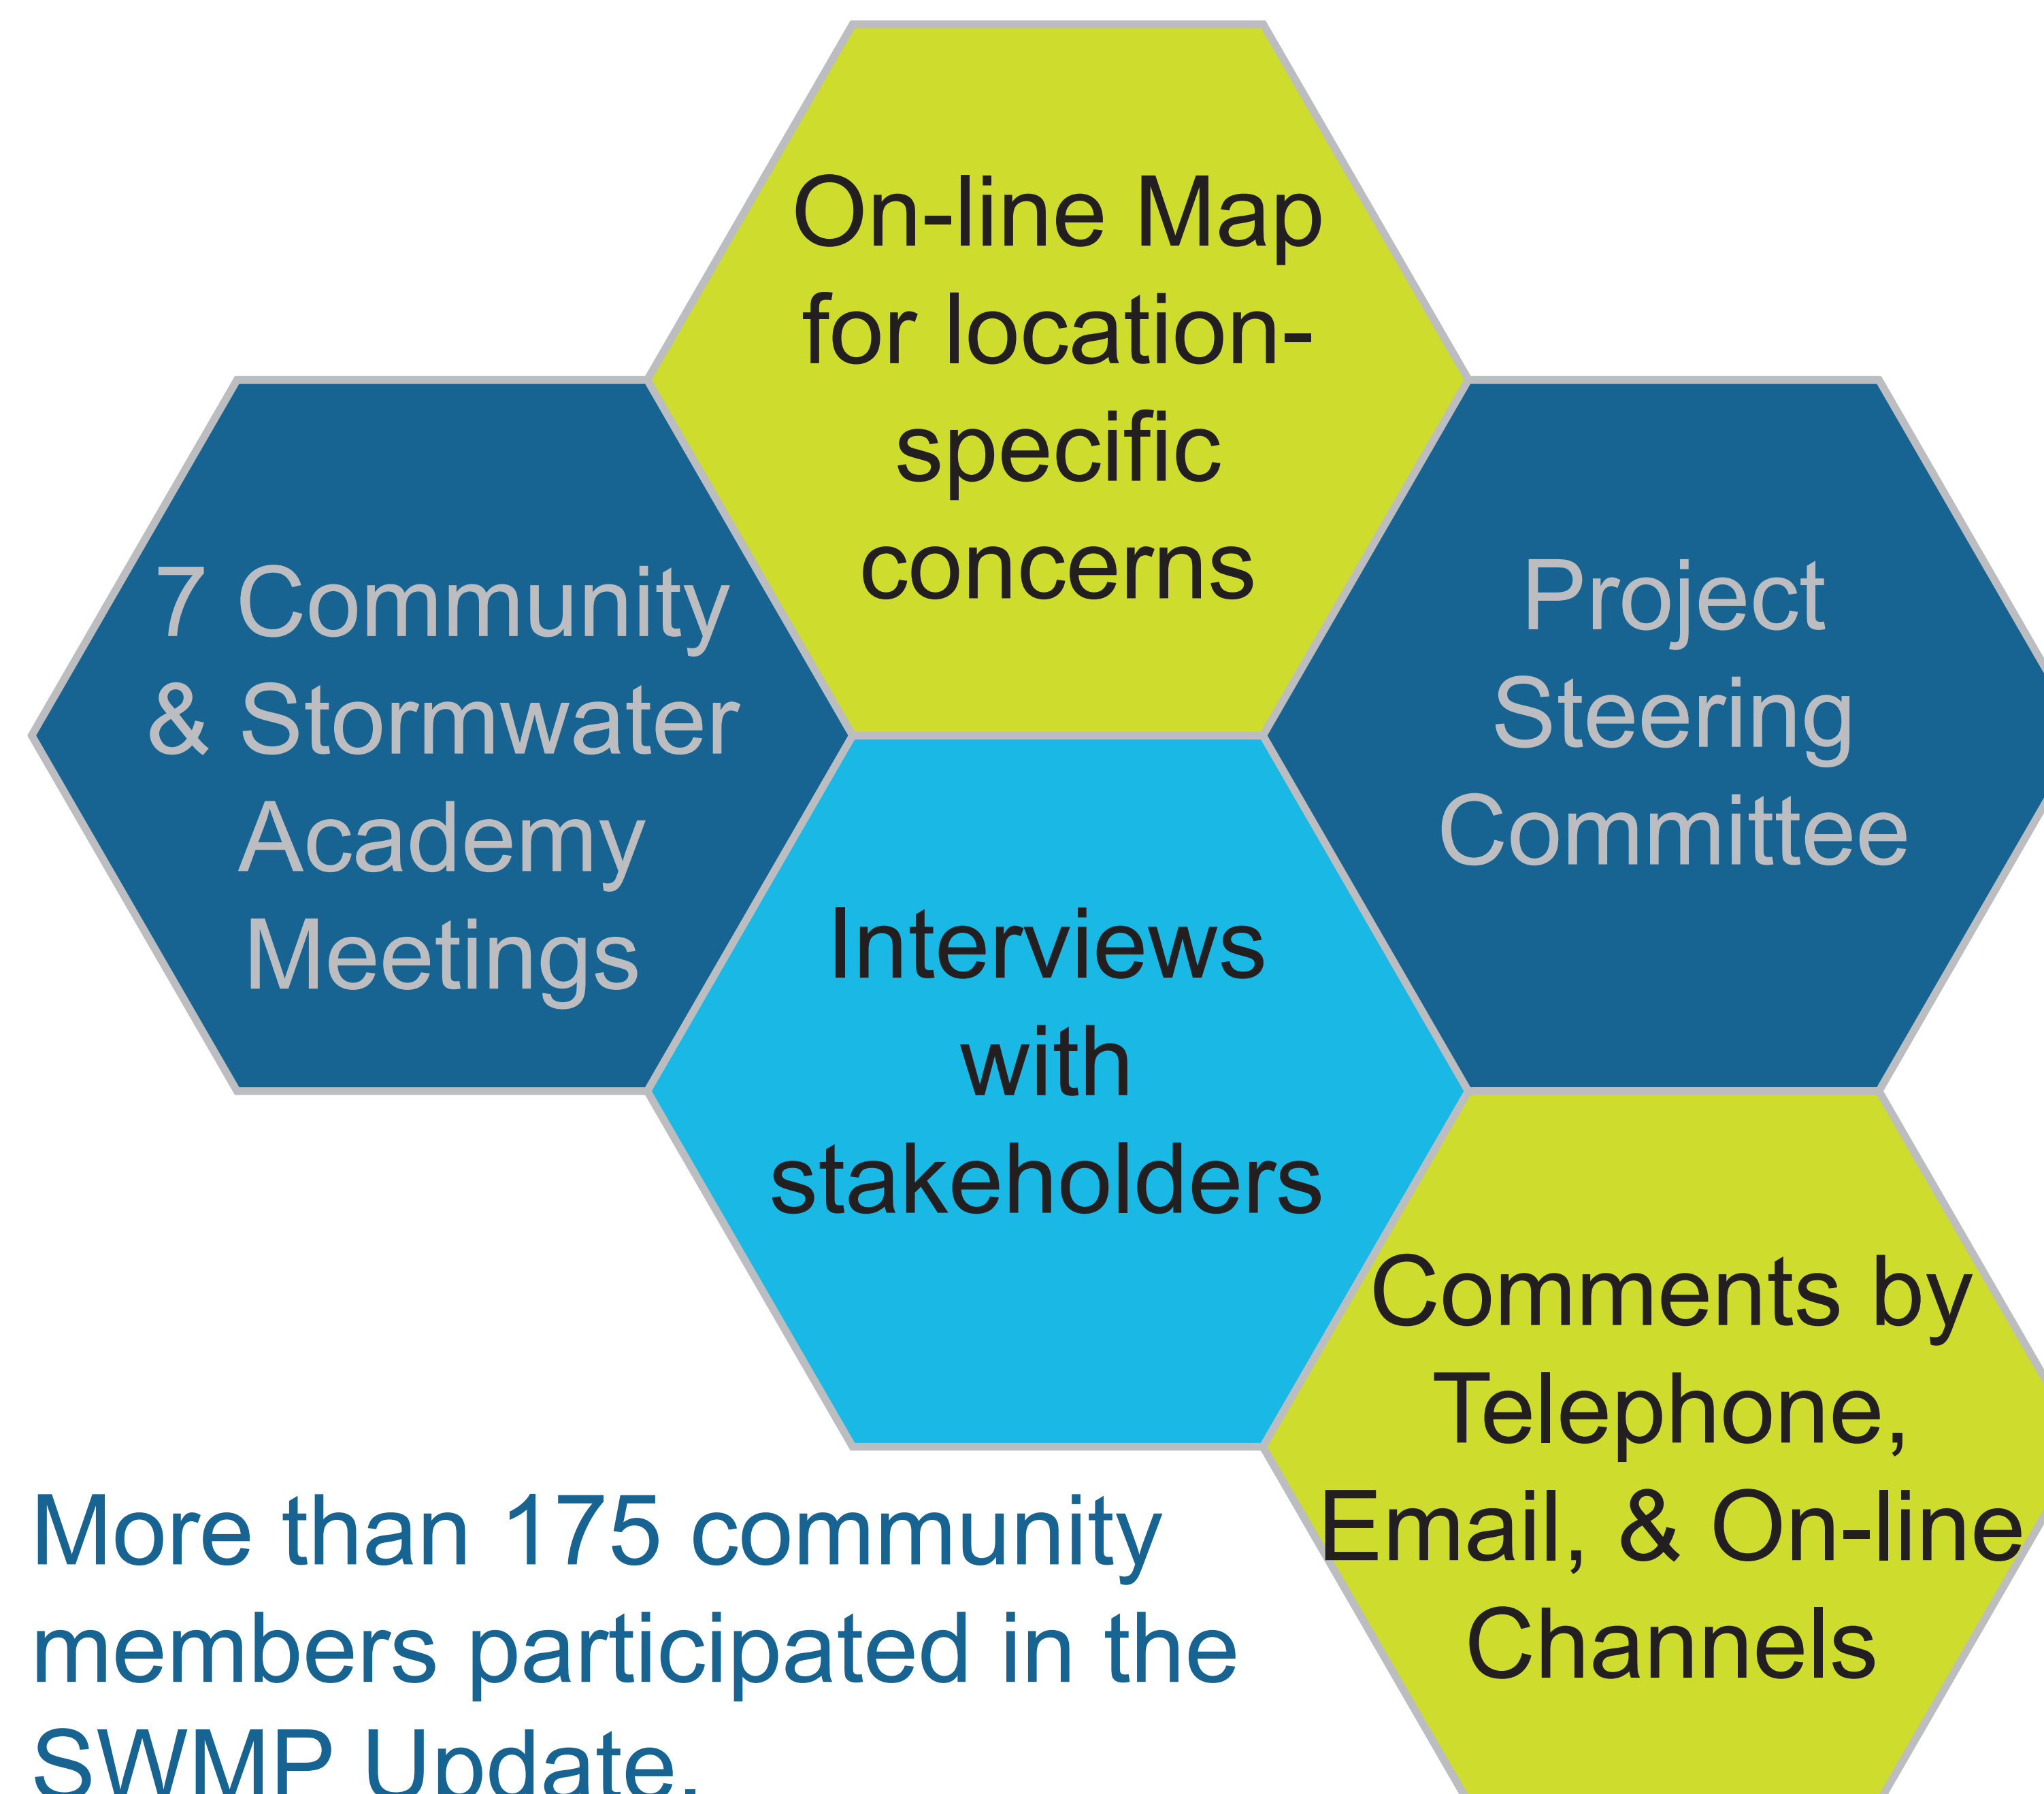 On-line Map
for location-
specific
concerns
7 Community
& Stormwater
Academy
Meetings
Project
Steering
Committee
Interviews
with
stakeholders
Comments by
Telephone,
Email, & On-line
Channels
More than 175 community
members participated in the
SWMP Update.